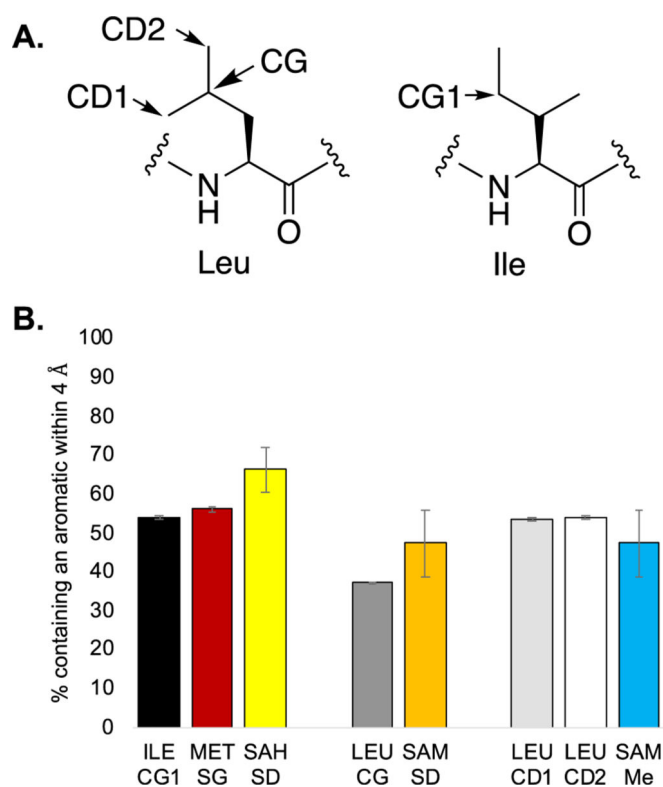 A.
CD2
CG
CD1
CG1
N
H
O
N
H
O
Leu
Ile
B.
% containing an aromatic within 4 Å
100
90
80
70
60
50
40
30
20
10
0
ILE MET SAH LEU SAM LEU LEU SAM
CG1 SG SD CG SD CD1 CD2 Me